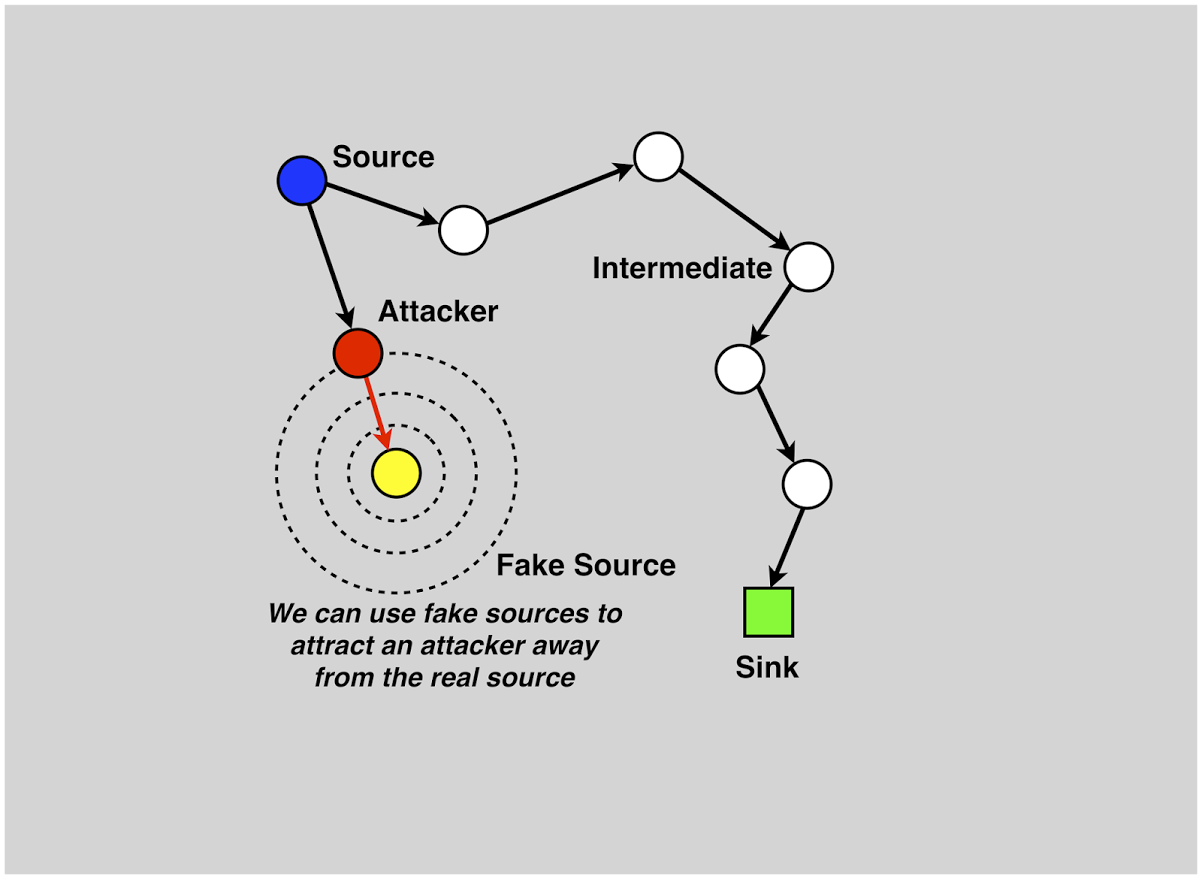 Source
Intermediate
Attacker
Fake Source
We can use fake sources to
attract an attacker away
from the real source
Sink